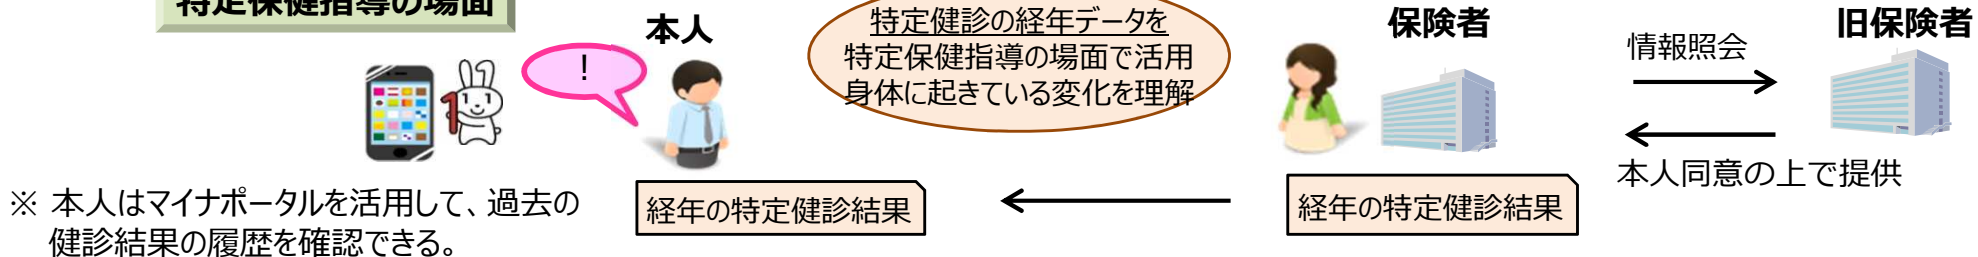 特定保健指導の場面
本人
!
特定健診の経年データを
特定保健指導の場面で活用
身体に起きている変化を理解
保険者
情報照会
旧保険者
本人同意の上で提供
※ 本人はマイナポータルを活用して、過去の
健診結果の履歴を確認できる。
経年の特定健診結果
経年の特定健診結果